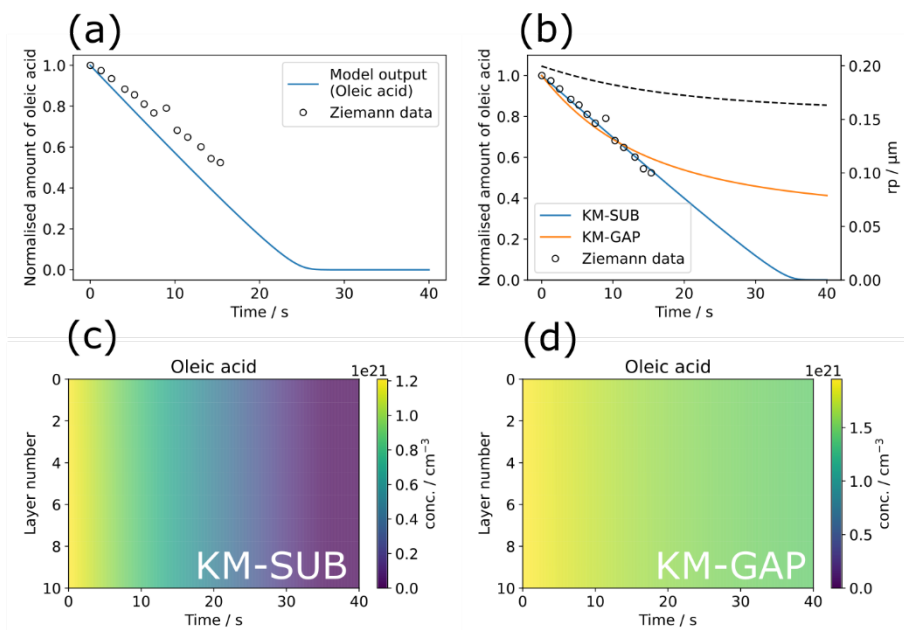 (a)
Normalised amount of oleic acid
1.0
0.8
0.6
0.4
0.2
0.0
0
10
20
30
40
Time / s
Model output
(Oleic acid)
Ziemann data
(b)
Normalised amount of oleic acid
1.0
0.8
0.6
0.4
0.2
0.0
0
10
20
30
40
Time / s
0.20
0.15
0.10
0.05
0.00
rp / μm
KM-SUB
KM-GAP
Ziemann data
(c)
Oleic acid
Layer number
0
2
4
6
8
10
0
10
20
30
40
Time / s
KM-SUB
1e21
1.2
1.0
0.8
0.6
0.4
0.2
0.0
conc. / cm⁻³
(d)
Oleic acid
Layer number
0
2
4
6
8
10
0
10
20
30
40
Time / s
KM-GAP
1e21
1.5
1.0
0.5
0.0
conc. / cm⁻³